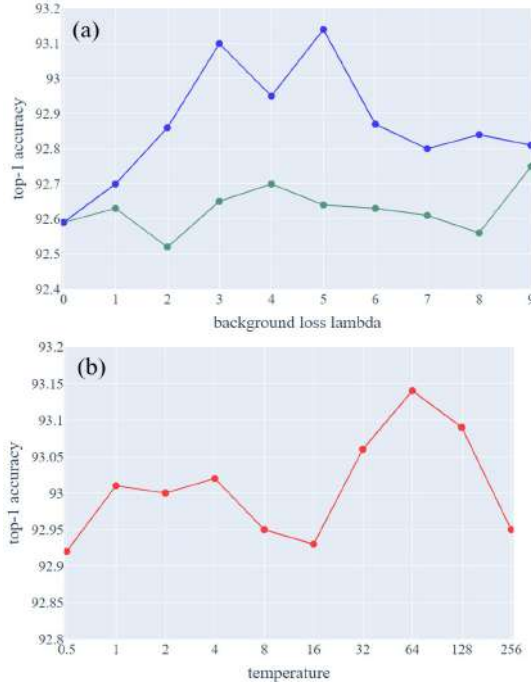 (a)
93.2
93.1
93
92.9
92.8
92.7
92.6
92.5
92.4
top-1 accuracy
0 1 2 3 4 5 6 7 8 9
background loss lambda
(b)
93.2
93.15
93.1
93.05
93
92.95
92.9
92.85
92.8
top-1 accuracy
0.5 1 2 4 8 16 32 64 128 256
temperature